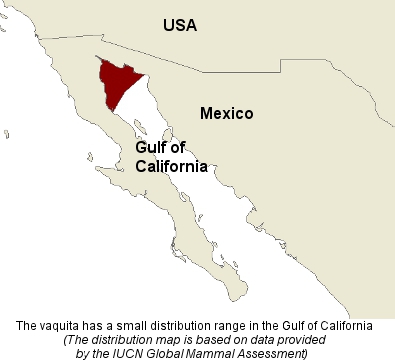 USA
Mexico
Gulf of
California
The vaquita has a small distribution range in the Gulf of California
(The distribution map is based on data provided
by the IUCN Global Mammal Assessment)